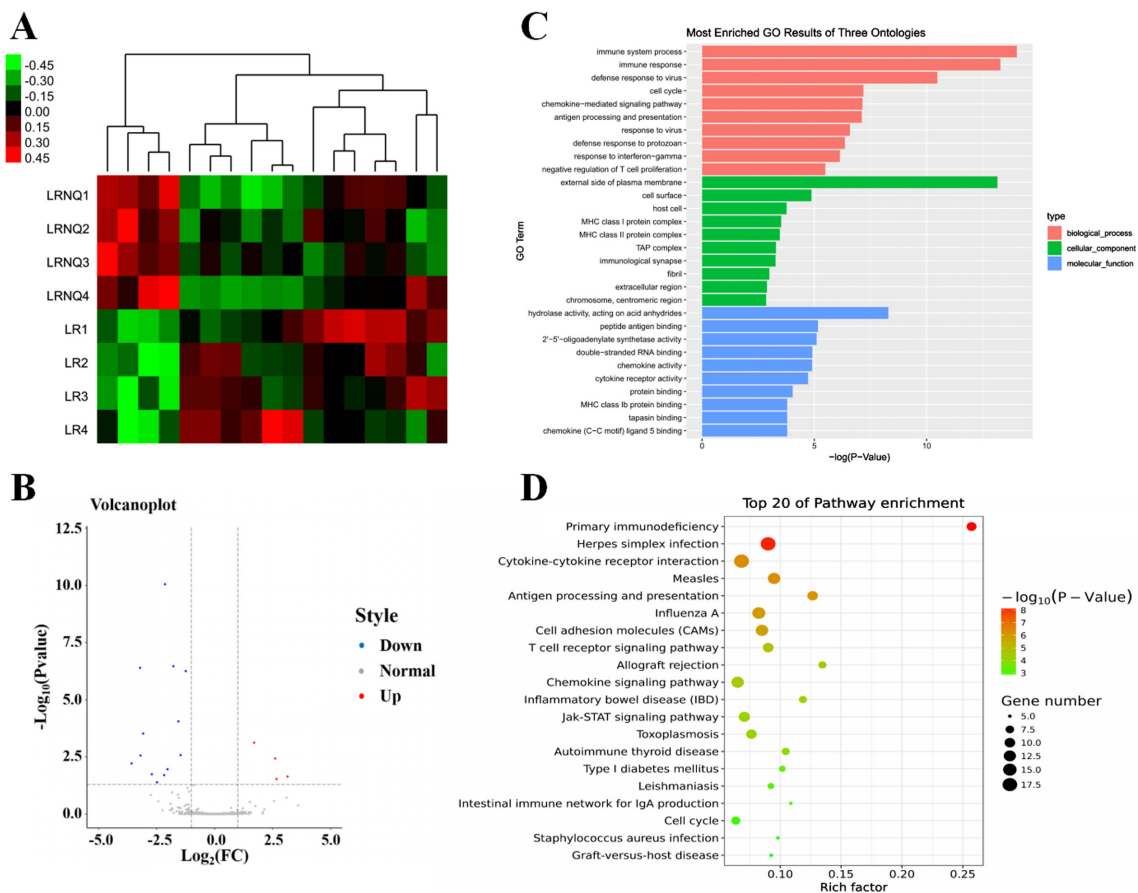 A
-0.45
-0.30
-0.15
0.00
0.15
0.30
0.45
LRNQ1
LRNQ2
LRNQ3
LRNQ4
LR1
LR2
LR3
LR4
B
Volcanoplot
12.5
10.0
7.5
5.0
2.5
0.0
-Log10(Pvalue)
-5.0
-2.5
0.0
2.5
5.0
Log2(FC)
Style
Down
Normal
Up
C
Most Enriched GO Results of Three Ontologies
immune system process
immune response
defense response to virus
cell cycle
chemokine-mediated signaling pathway
antigen processing and presentation
response to virus
defense response to protozoan
response to interferon-gamma
negative regulation of T cell proliferation
external side of plasma membrane
cell surface
host cell
MHC class I protein complex
MHC class II protein complex
TAP complex
immunological synapse
fibril
extracellular region
chromosome, centromeric region
hydrolase activity, acting on acid anhydrides
peptide antigen binding
2'-5'-oligoadenylate synthetase activity
double-stranded RNA binding
chemokine activity
cytokine receptor activity
protein binding
MHC class Ib protein binding
tapasin binding
chemokine (C-C motif) ligand 5 binding
GO Term
0
5
10
-log(P-Value)
type
biological_process
cellular_component
molecular_function
D
Top 20 of Pathway enrichment
Primary immunodeficiency
Herpes simplex infection
Cytokine-cytokine receptor interaction
Measles
Antigen processing and presentation
Influenza A
Cell adhesion molecules (CAMs)
T cell receptor signaling pathway
Allograft rejection
Chemokine signaling pathway
Inflammatory bowel disease (IBD)
Jak-STAT signaling pathway
Toxoplasmosis
Autoimmune thyroid disease
Type I diabetes mellitus
Leishmaniasis
Intestinal immune network for IgA production
Cell cycle
Staphylococcus aureus infection
Graft-versus-host disease
0.10
0.15
0.20
0.25
Rich factor
-log10(P-Value)
8
7
6
5
4
3
Gene number
5.0
7.5
10.0
12.5
15.0
17.5